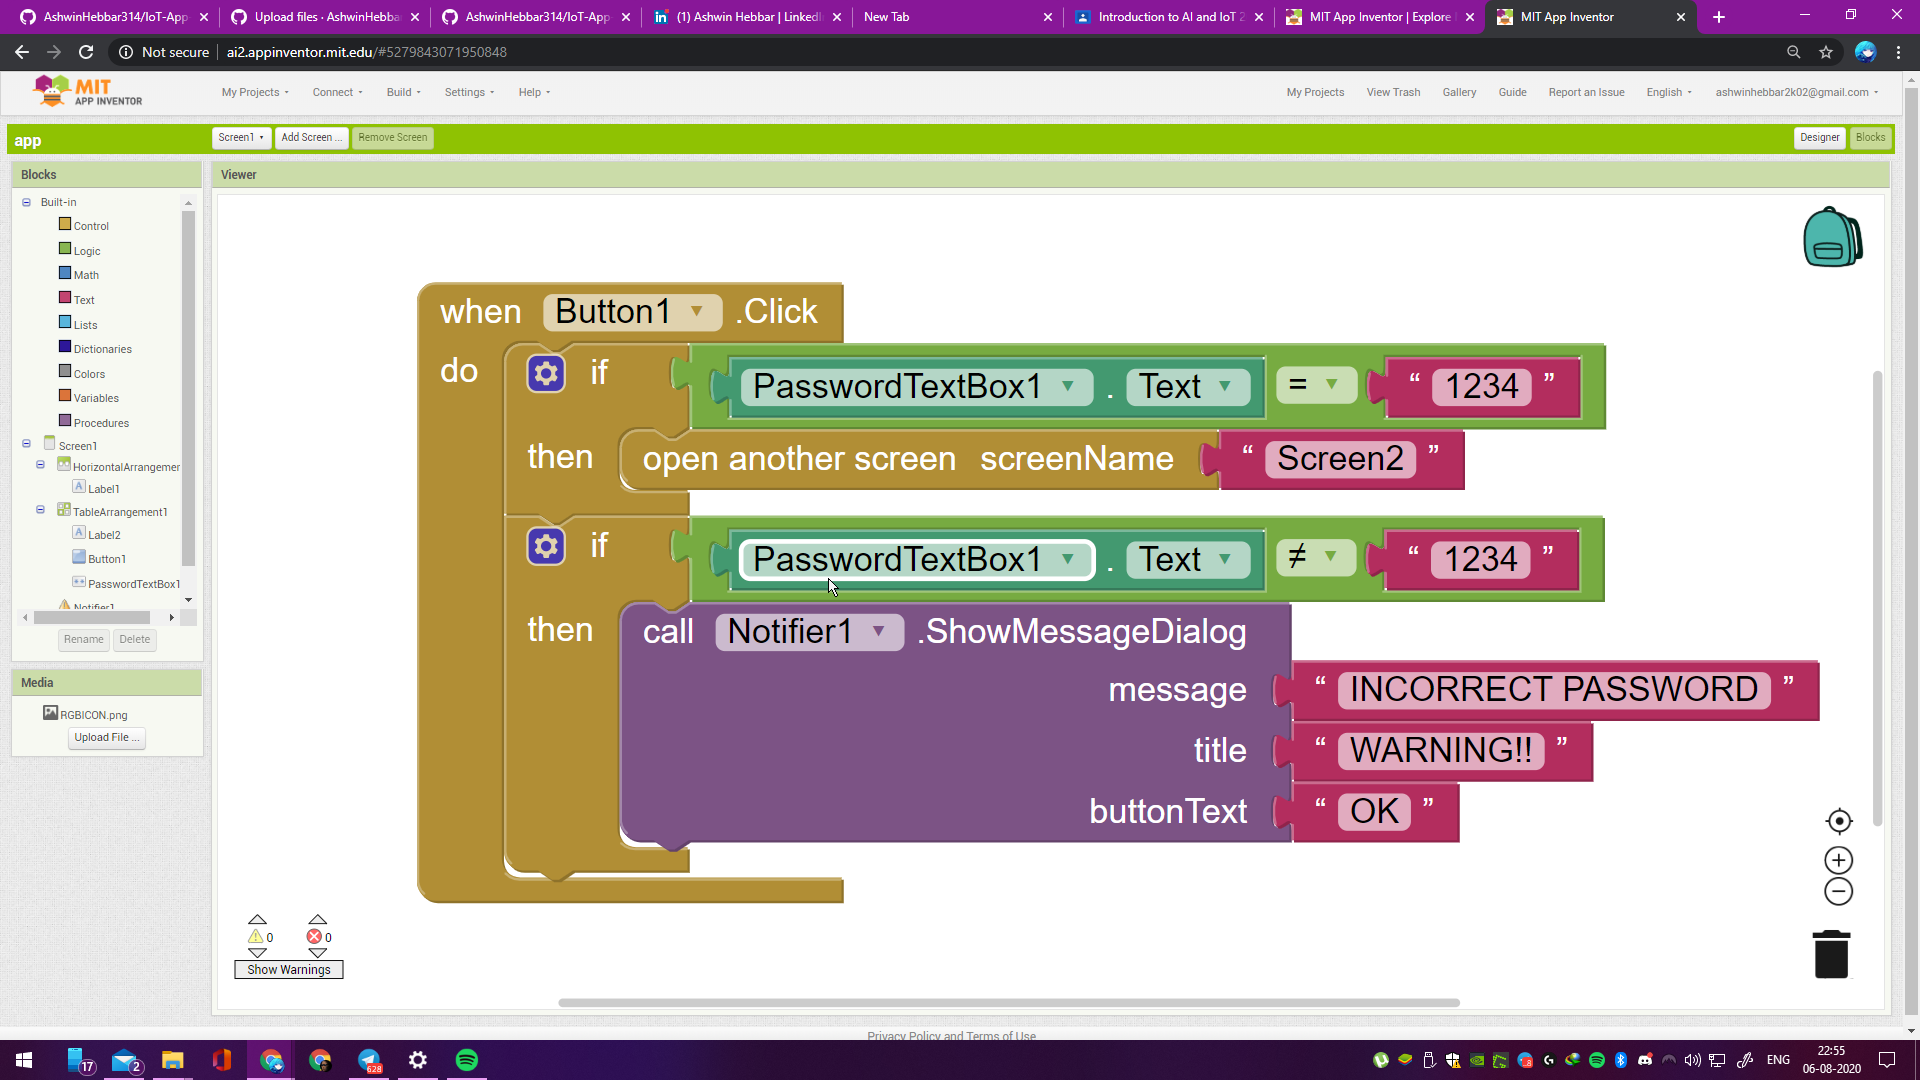 AshwinHebbar314/IoT-App
Upload files · AshwinHebba
AshwinHebbar314/IoT-App
(1) Ashwin Hebbar | LinkedI
New Tab
Introduction to AI and IoT 2
MIT App Inventor | Explore
MIT App Inventor
Not secure
ai2.appinventor.mit.edu/#5279843071950848
MIT
APP INVENTOR
My Projects
Connect
Build
Settings
Help
My Projects
View Trash
Gallery
Guide
Report an Issue
English
ashwinhebbar2k02@gmail.com
app
Screen1
Add Screen ...
Remove Screen
Designer
Blocks
Blocks
Viewer
Built-in
Control
Logic
Math
Text
Lists
Dictionaries
Colors
Variables
Procedures
Screen1
HorizontalArrangemen
Label1
TableArrangement1
Label2
Button1
PasswordTextBox1
Notifier1
Rename
Delete
Media
RGBICON.png
Upload File ...
when Button1 .Click
do if PasswordTextBox1 . Text = “ 1234 ”
then open another screen screenName “ Screen2 ”
if PasswordTextBox1 . Text ≠ “ 1234 ”
then call Notifier1 .ShowMessageDialog
message “ INCORRECT PASSWORD ”
title “ WARNING!! ”
buttonText “ OK ”
0 0
Show Warnings
Privacy Policy and Terms of Use
17
2
628
ENG
22:55
06-08-2020